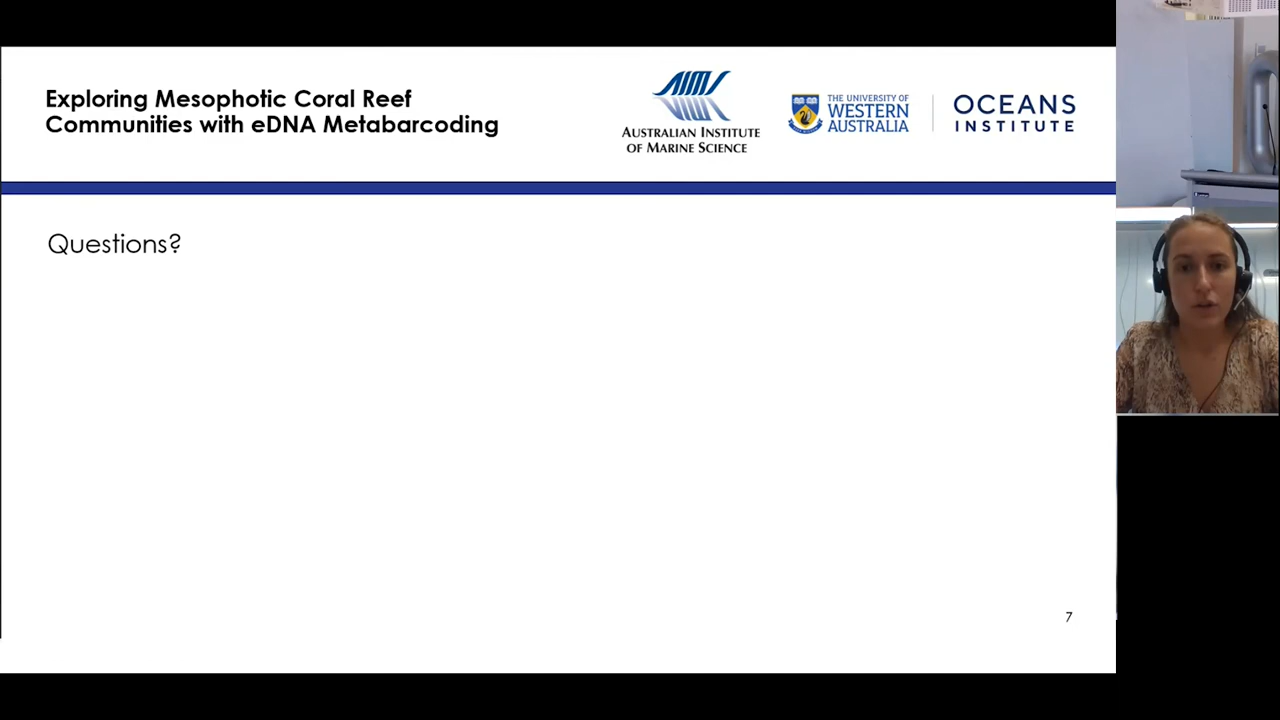 Exploring Mesophotic Coral Reef
Communities with eDNA Metabarcoding
AIMS
AUSTRALIAN INSTITUTE
OF MARINE SCIENCE
THE UNIVERSITY OF
WESTERN
AUSTRALIA
OCEANS
INSTITUTE
Questions?
7